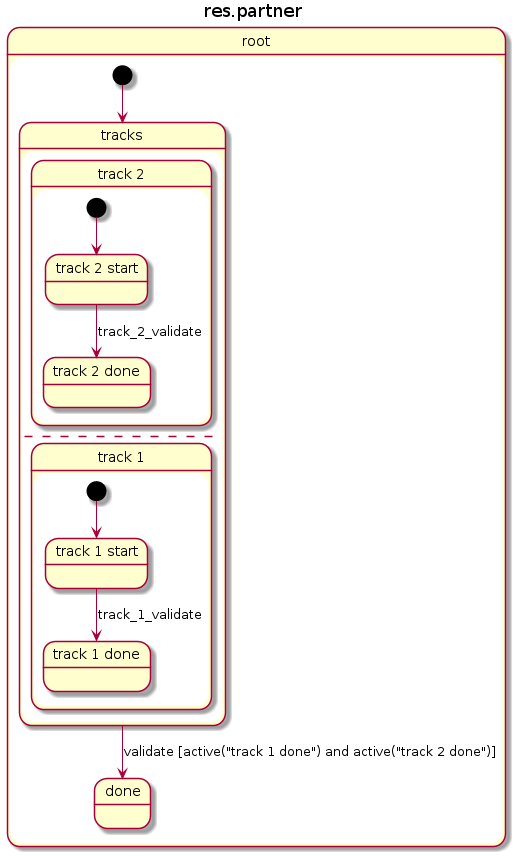 res.partner
root
tracks
track 2
track 2 start
track_2_validate
track 2 done
track 1
track 1 start
track_1_validate
track 1 done
validate [active("track 1 done") and active("track 2 done")]
done